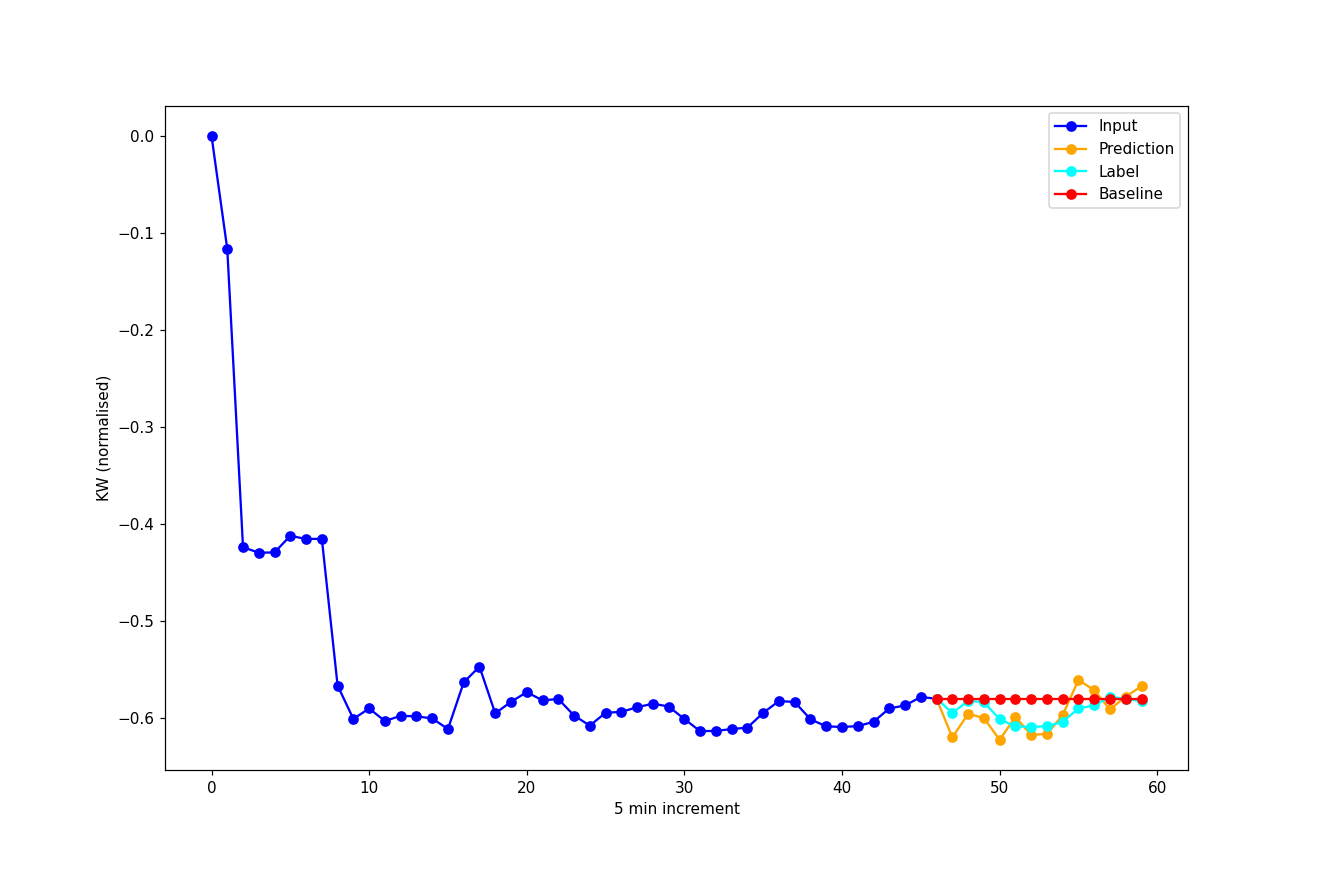 0.0
−0.1
−0.2
−0.3
−0.4
−0.5
−0.6
KW (normalised)
0 10 20 30 40 50 60
5 min increment
Input
Prediction
Label
Baseline